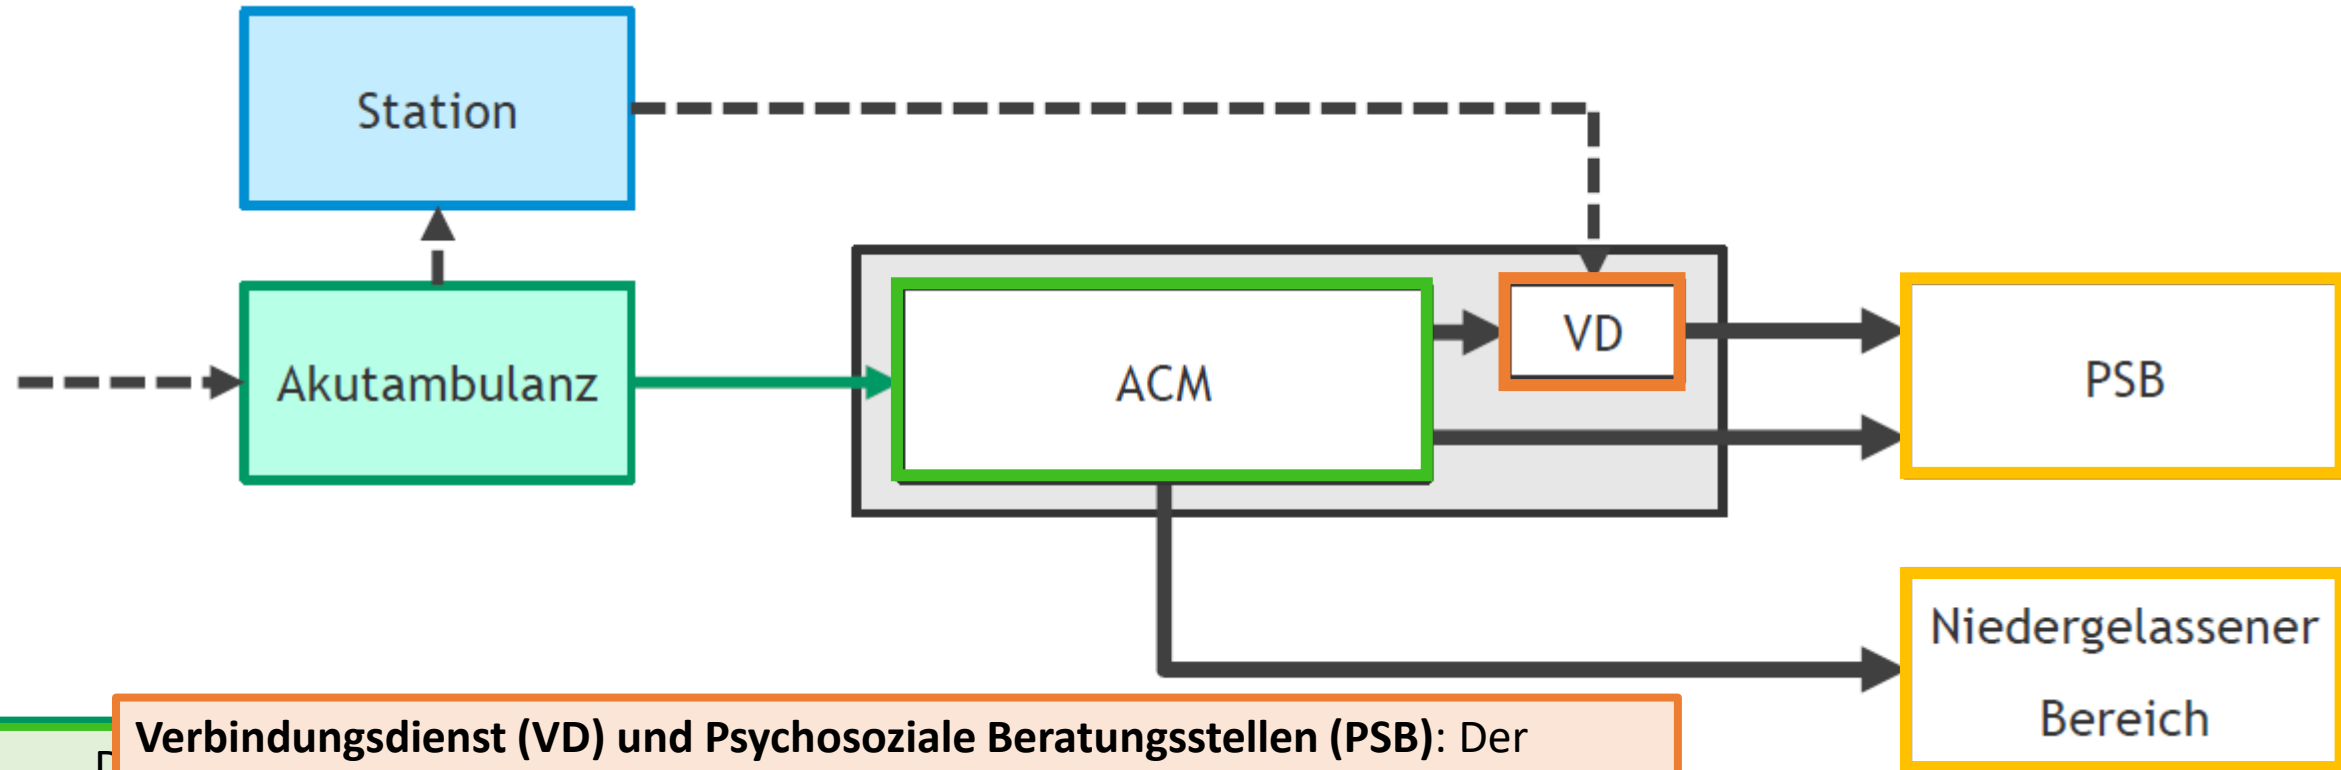 Station
Akutambulanz
ACM
VD
PSB
Niedergelassener
Bereich
Verbindungsdienst (VD) und Psychosoziale Beratungsstellen (PSB): Der